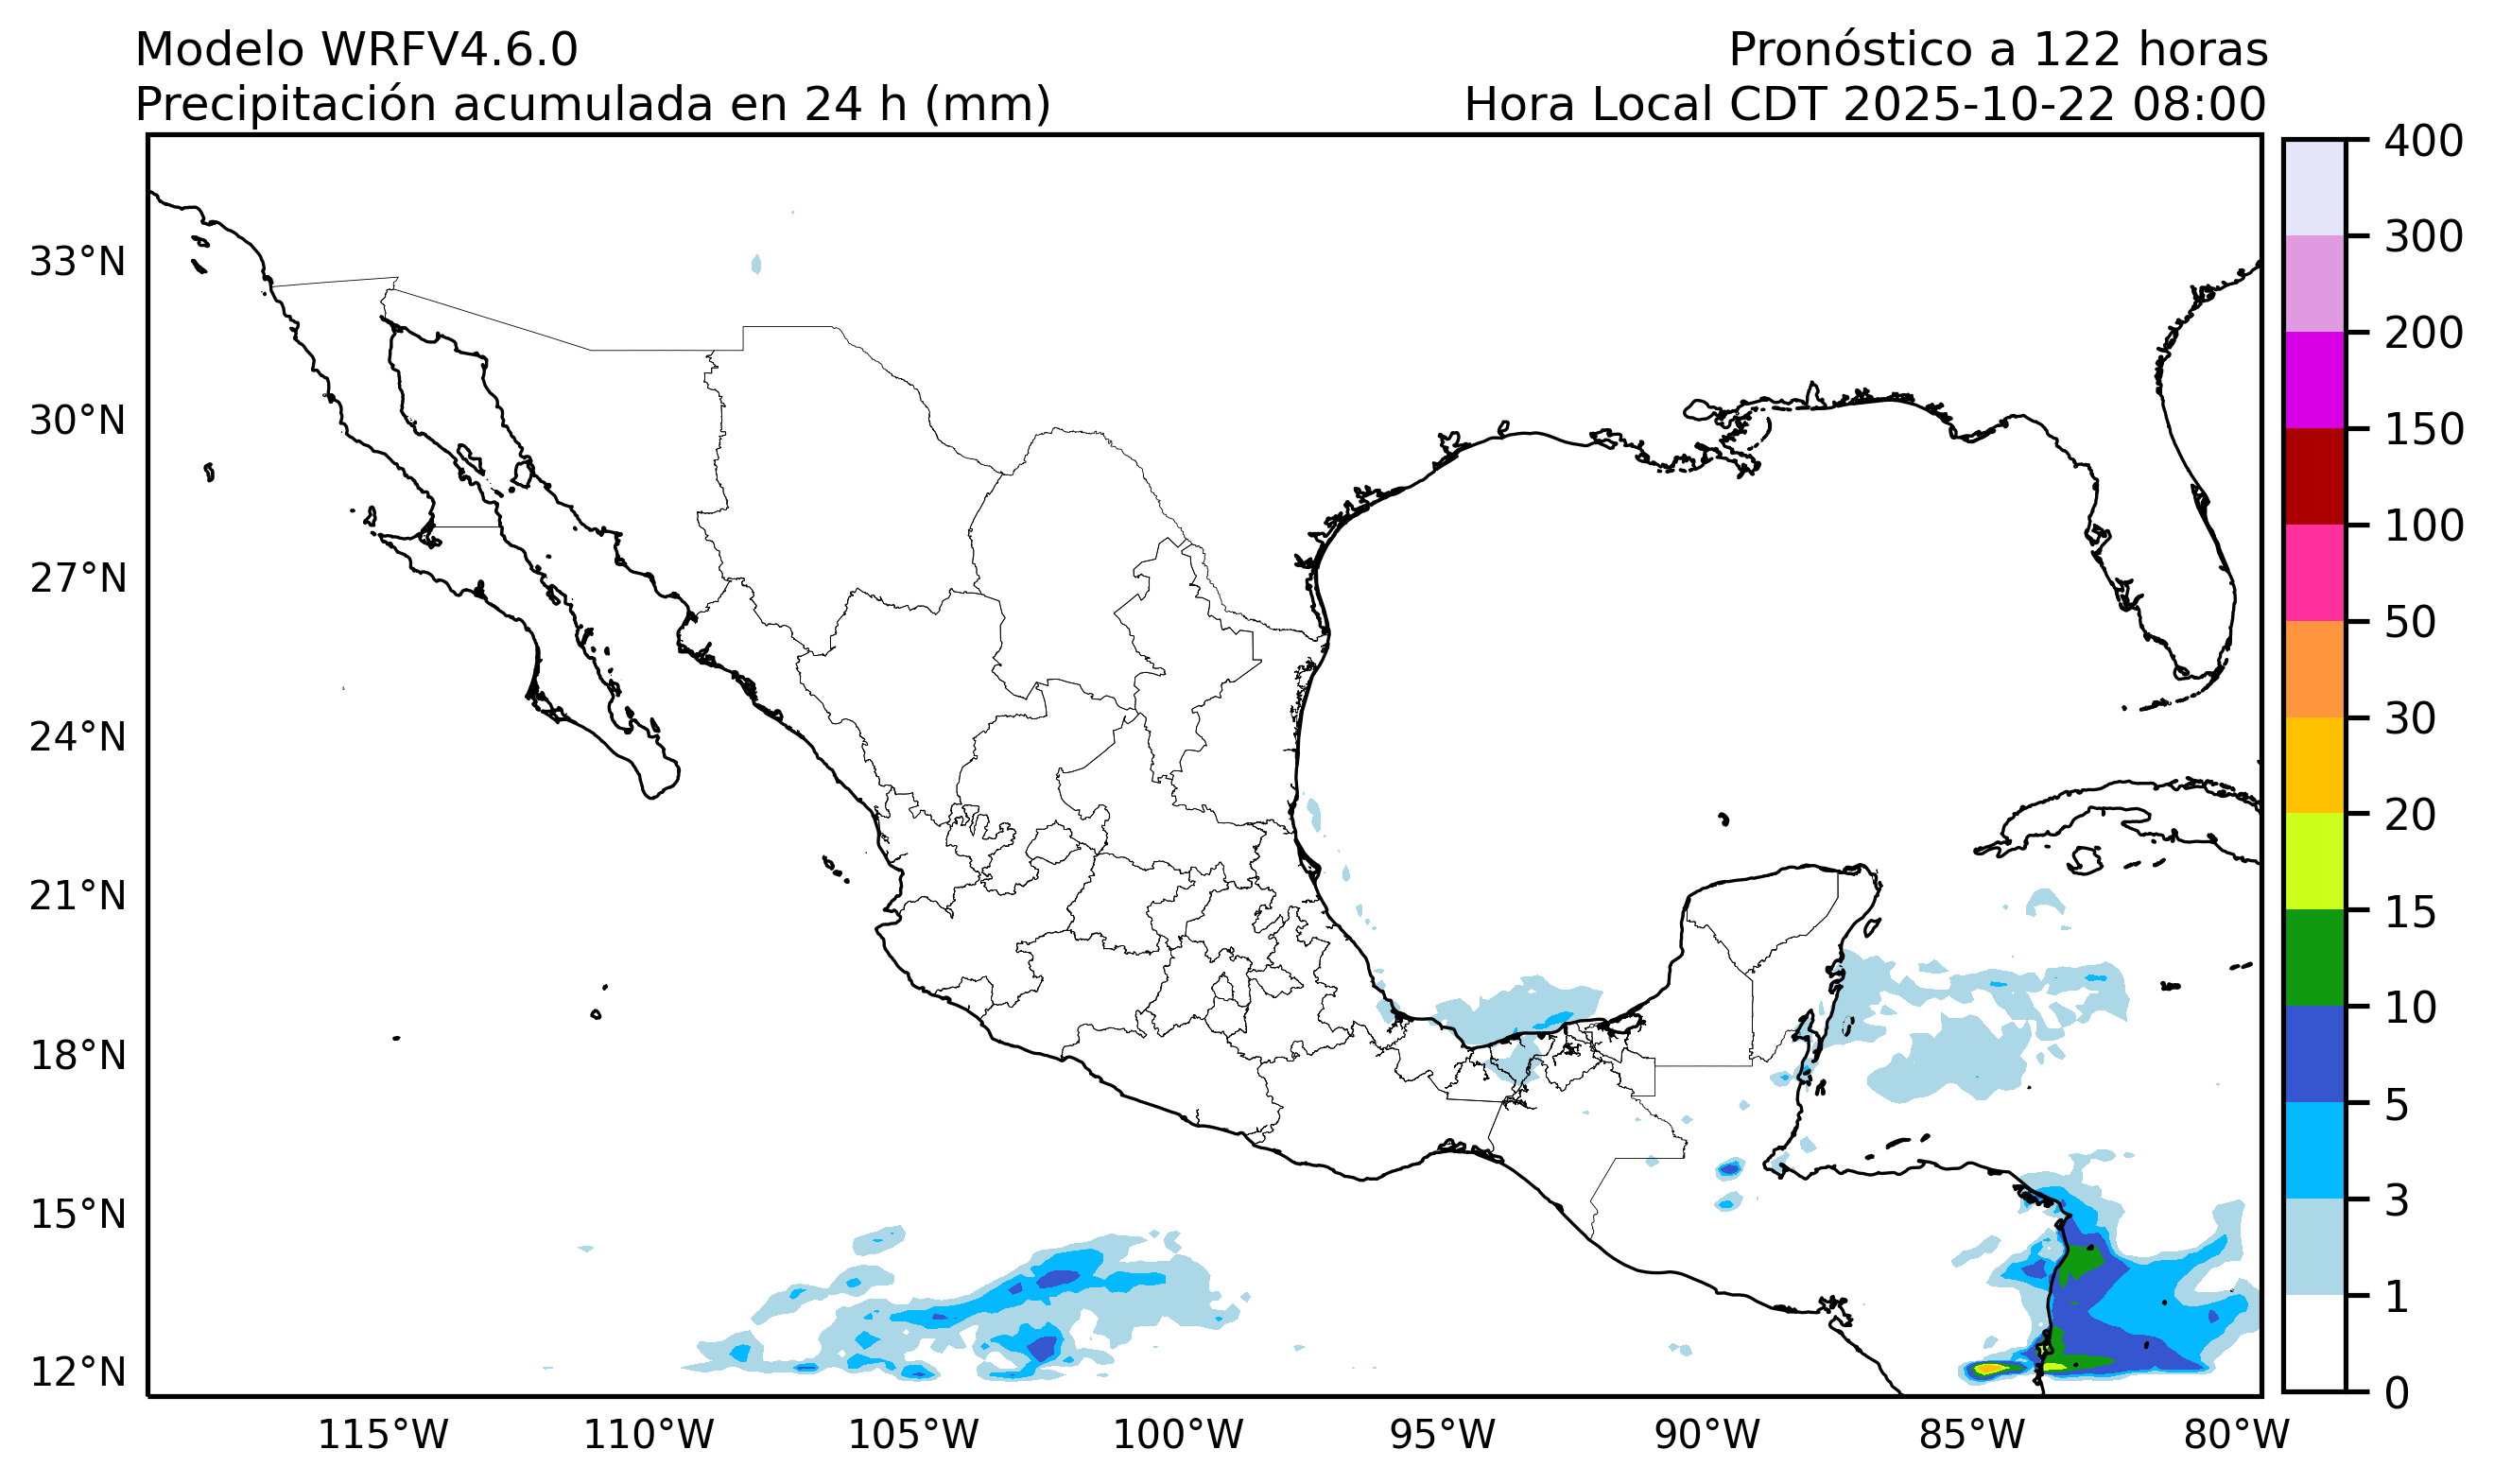 Modelo WRFV4.6.0
Pronóstico a 122 horas
Precipitación acumulada en 24 h (mm)
Hora Local CDT 2025-10-22 08:00
33°N
30°N
27°N
24°N
21°N
18°N
15°N
12°N
115°W
110°W
105°W
100°W
95°W
90°W
85°W
80°W
400
300
200
150
100
50
30
20
15
10
5
3
1
0